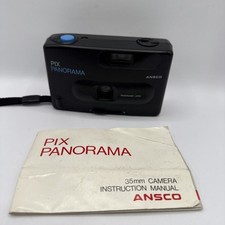 PIX
PANORAMA
ANSCO
PIX
PANORAMA
35mm CAMERA
INSTRUCTION MANUAL
ANSCO